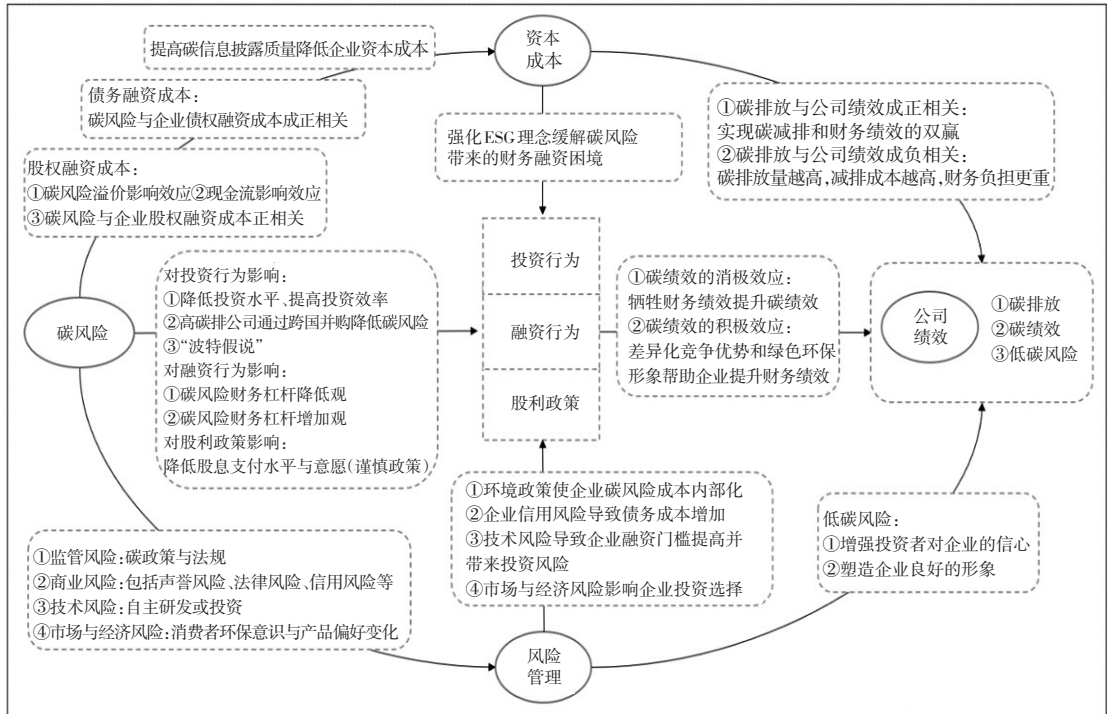 提高碳信息披露质量降低企业资本成本
资本
成本
债务融资成本：
碳风险与企业债权融资成本成正相关
股权融资成本：
①碳风险溢价影响效应②现金流影响效应
③碳风险与企业股权融资成本正相关
强化ESG理念缓解碳风险
带来的财务融资困境
①碳排放与公司绩效成正相关：
实现碳减排和财务绩效的双赢
②碳排放与公司绩效成负相关：
碳排放量越高，减排成本越高，财务负担更重
碳风险
对投资行为影响：
①降低投资水平、提高投资效率
②高碳排公司通过跨国并购降低碳风险
③“波特假说”
对融资行为影响：
①碳风险财务杠杆降低观
②碳风险财务杠杆增加观
对股利政策影响：
降低股息支付水平与意愿（谨慎政策）
投资行为
融资行为
股利政策
①碳绩效的消极效应：
牺牲财务绩效提升碳绩效
②碳绩效的积极效应：
差异化竞争优势和绿色环保
形象帮助企业提升财务绩效
公司
绩效
①碳排放
②碳绩效
③低碳风险
①监管风险：碳政策与法规
②商业风险：包括声誉风险、法律风险、信用风险等
③技术风险：自主研发或投资
④市场与经济风险：消费者环保意识与产品偏好变化
①环境政策使企业碳风险成本内部化
②企业信用风险导致债务成本增加
③技术风险导致企业融资门槛提高并
带来投资风险
④市场与经济风险影响企业投资选择
低碳风险：
①增强投资者对企业的信心
②塑造企业良好的形象
风险
管理